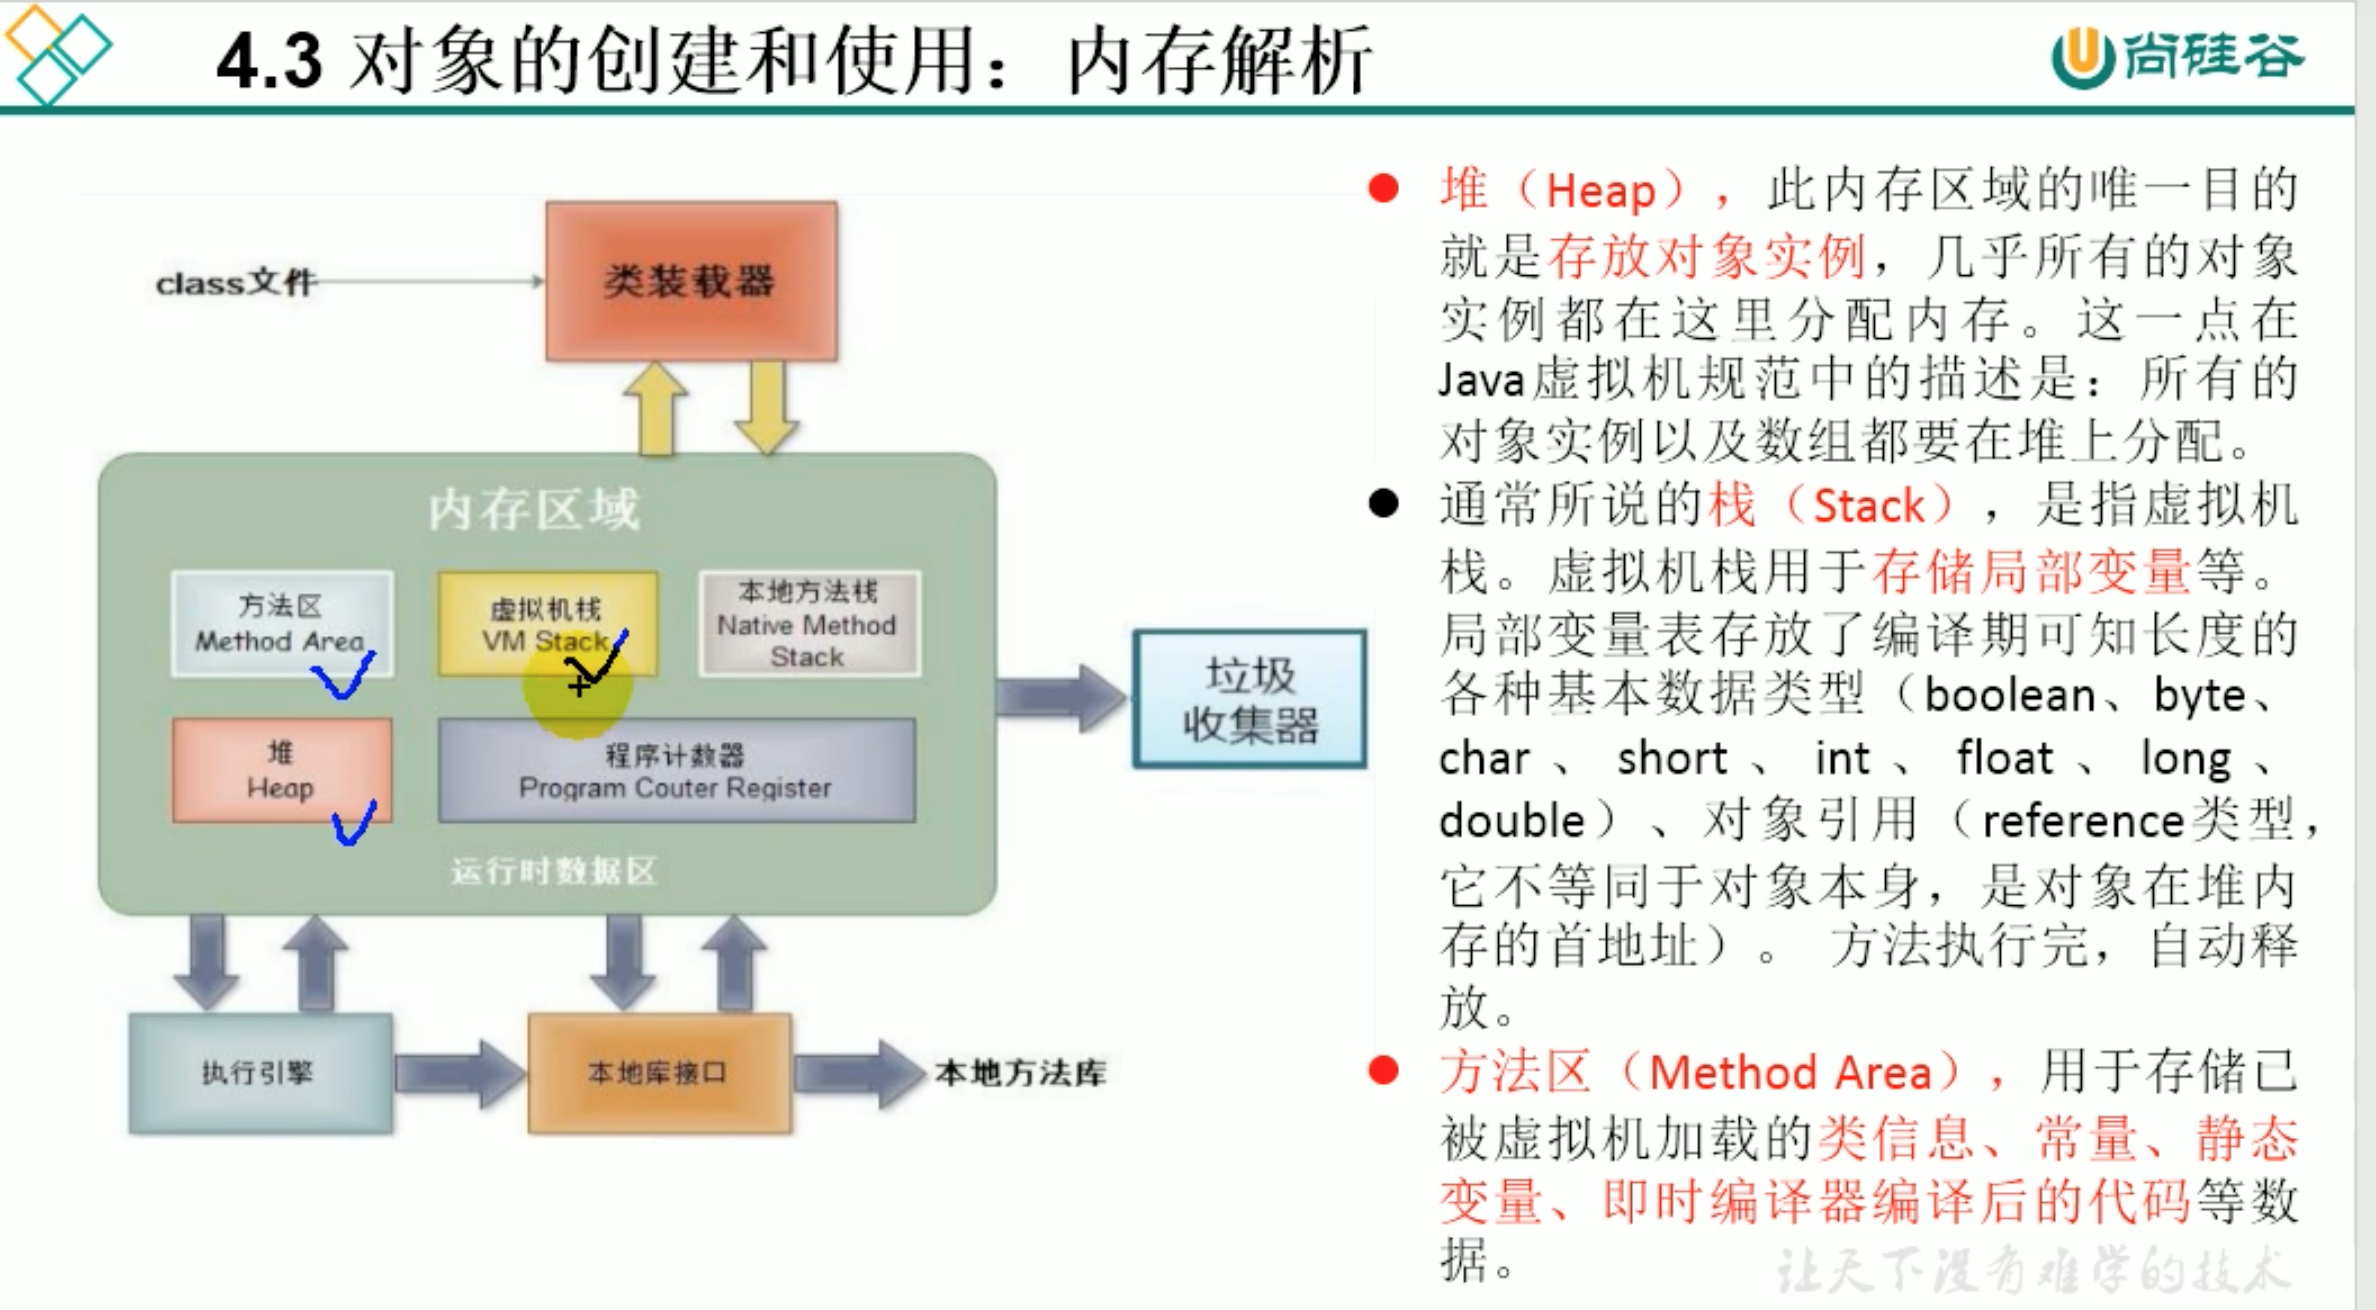 4.3 对象的创建和使用：内存解析
尚硅谷
class文件
类装载器
内存区域
方法区
Method Area
虚拟机栈
VM Stack
本地方法栈
Native Method
Stack
堆
Heap
程序计数器
Program Couter Register
运行时数据区
垃圾
收集器
执行引擎
本地库接口
本地方法库
堆（Heap），此内存区域的唯一目的
就是存放对象实例，几乎所有的对象
实例都在这里分配内存。这一点在
Java虚拟机规范中的描述是：所有的
对象实例以及数组都要在堆上分配。
通常所说的栈（Stack），是指虚拟机
栈。虚拟机栈用于存储局部变量等。
局部变量表存放了编译期可知长度的
各种基本数据类型（boolean、byte、
char 、 short 、 int 、 float 、 long 、
double）、对象引用（reference类型，
它不等同于对象本身，是对象在堆内
存的首地址）。 方法执行完，自动释
放。
方法区（Method Area），用于存储已
被虚拟机加载的类信息、常量、静态
变量、即时编译器编译后的代码等数
据。
让天下没有难学的技术